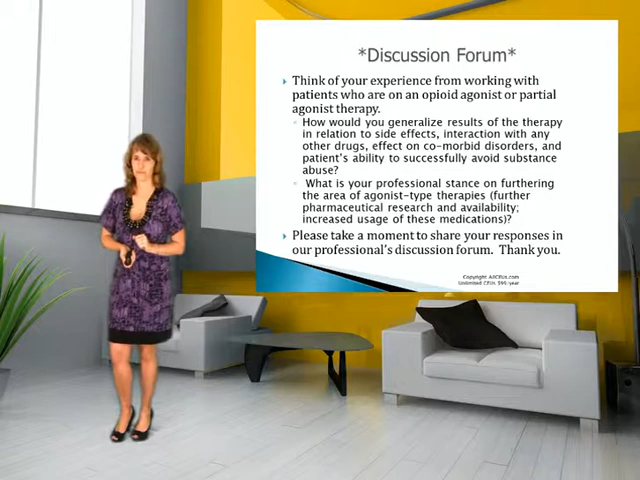 *Discussion Forum*
Think of your experience from working with
patients who are on an opioid agonist or partial
agonist therapy.
How would you generalize results of the therapy
in relation to side effects, interaction with any
other drugs, effect on co-morbid disorders, and
patient's ability to successfully avoid substance
abuse?
What is your professional stance on furthering
the area of agonist-type therapies (further
pharmaceutical research and availability;
increased usage of these medications)?
Please take a moment to share your responses in
our professional's discussion forum. Thank you.
Copyright AllCEUs.com
Unlimited CEUs $99/year